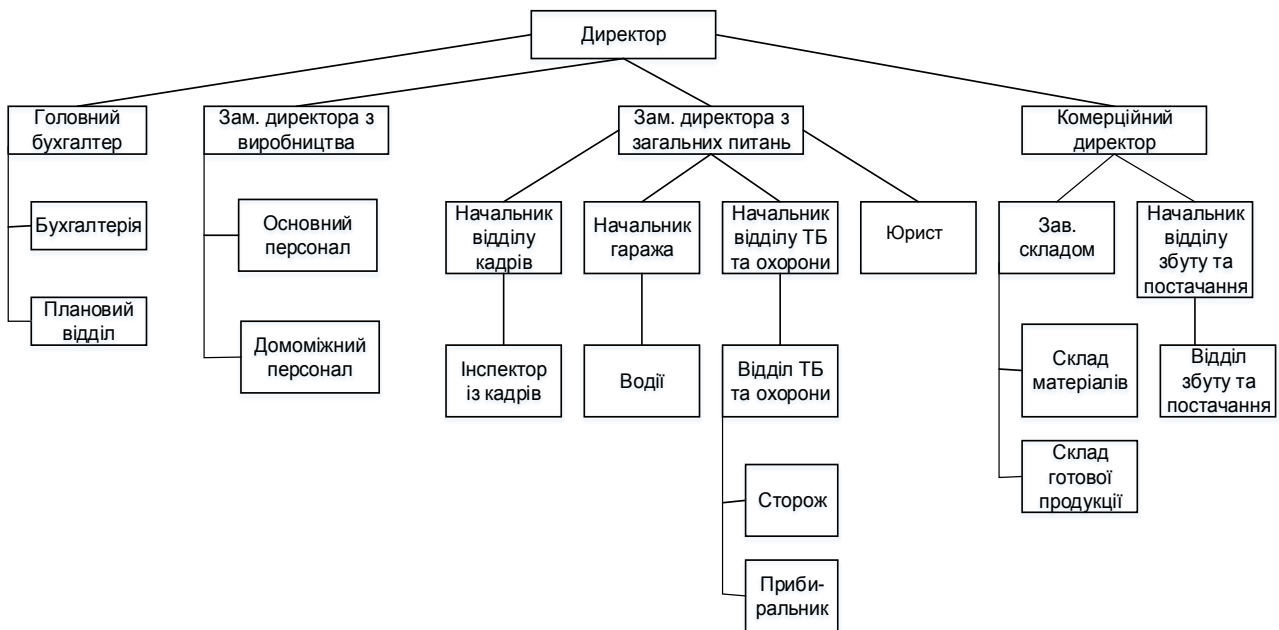 Директор
Головний
бухгалтер
Зам. директора з
виробництва
Зам. директора з
загальних питань
Комерційний
директор
Бухгалтерія
Основний
персонал
Начальник
відділу
кадрів
Начальник
гаража
Начальник
відділу ТБ
та охорони
Юрист
Зав.
складом
Начальник
відділу
збуту та
постачання
Плановий
відділ
Домоміжний
персонал
Інспектор
із кадрів
Водії
Відділ ТБ
та охорони
Склад
матеріалів
Відділ
збуту та
постачання
Сторож
Склад
готової
продукції
Приби-
ральник